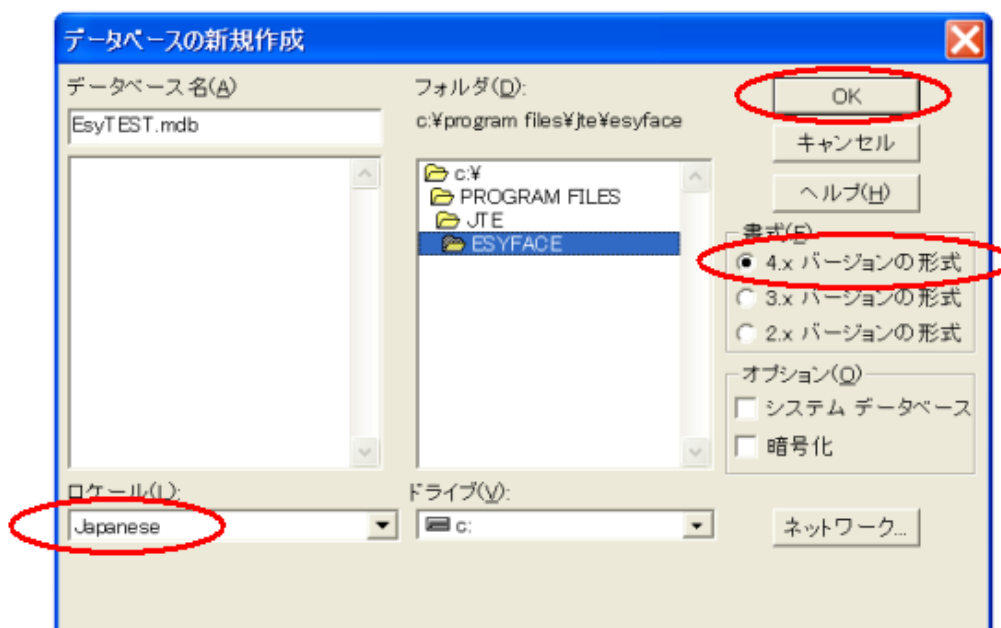 データベースの新規作成
データベース名(A)
EsyTEST.mdb
フォルダ(D):
c:¥program files¥jte¥esyface
c:¥
PROGRAM FILES
JTE
ESYFACE
OK
キャンセル
ヘルプ(H)
書式(F)
4.x バージョンの形式
3.x バージョンの形式
2.x バージョンの形式
オプション(O)
システム データベース
暗号化
ロケール(L):
Japanese
ドライブ(V):
c:
ネットワーク...